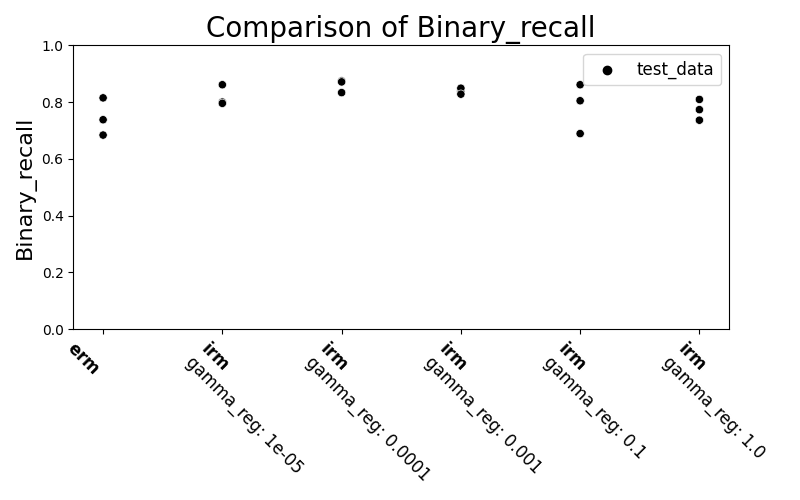 Comparison of Binary_recall
Binary_recall
1.0
0.8
0.6
0.4
0.2
0.0
test_data
erm
irm
gamma_reg: 1e-05
irm
gamma_reg: 0.0001
irm
gamma_reg: 0.001
irm
gamma_reg: 0.1
irm
gamma_reg: 1.0